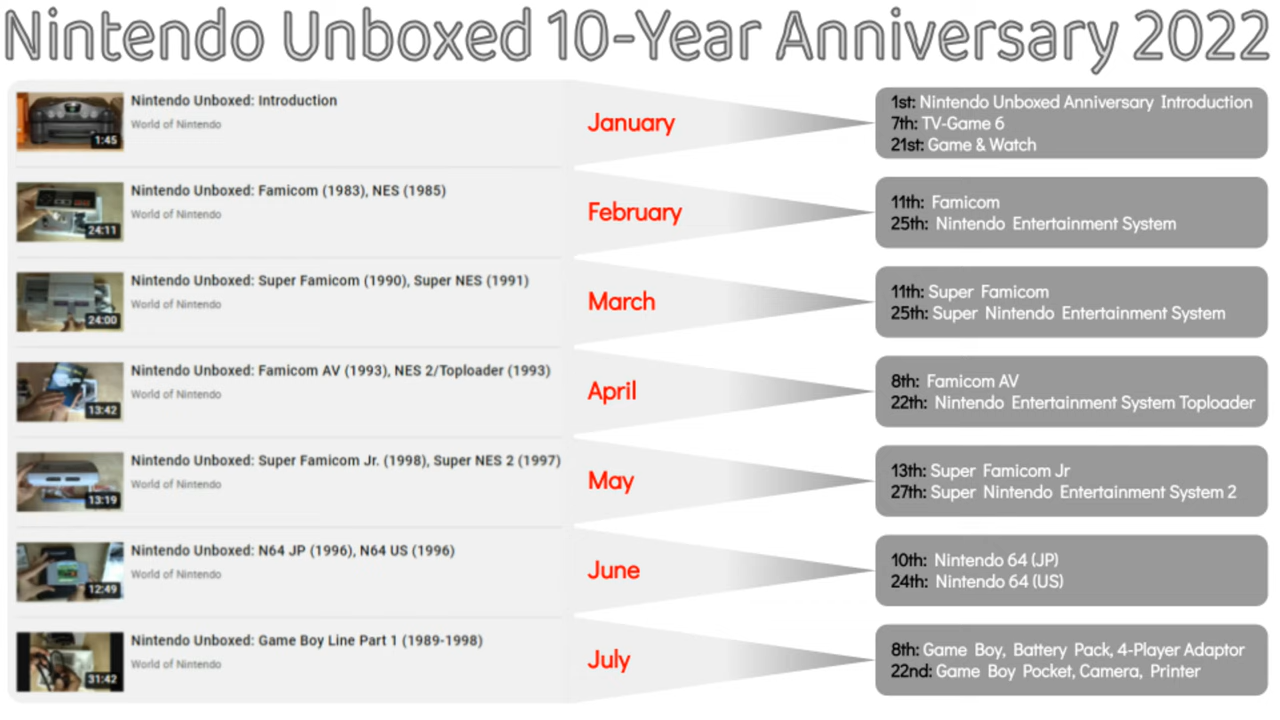 Nintendo Unboxed 10-Year Anniversary 2022
Nintendo Unboxed: Introduction
World of Nintendo
1:45
January
1st: Nintendo Unboxed Anniversary Introduction
7th: TV-Game 6
21st: Game & Watch
Nintendo Unboxed: Famicom (1983), NES (1985)
World of Nintendo
24:11
February
11th: Famicom
25th: Nintendo Entertainment System
Nintendo Unboxed: Super Famicom (1990), Super NES (1991)
World of Nintendo
24:00
March
11th: Super Famicom
25th: Super Nintendo Entertainment System
Nintendo Unboxed: Famicom AV (1993), NES 2/Toploader (1993)
World of Nintendo
13:42
April
8th: Famicom AV
22th: Nintendo Entertainment System Toploader
Nintendo Unboxed: Super Famicom Jr. (1998), Super NES 2 (1997)
World of Nintendo
13:19
May
13th: Super Famicom Jr
27th: Super Nintendo Entertainment System 2
Nintendo Unboxed: N64 JP (1996), N64 US (1996)
World of Nintendo
12:49
June
10th: Nintendo 64 (JP)
24th: Nintendo 64 (US)
Nintendo Unboxed: Game Boy Line Part 1 (1989-1998)
World of Nintendo
31:42
July
8th: Game Boy, Battery Pack, 4-Player Adaptor
22nd: Game Boy Pocket, Camera, Printer